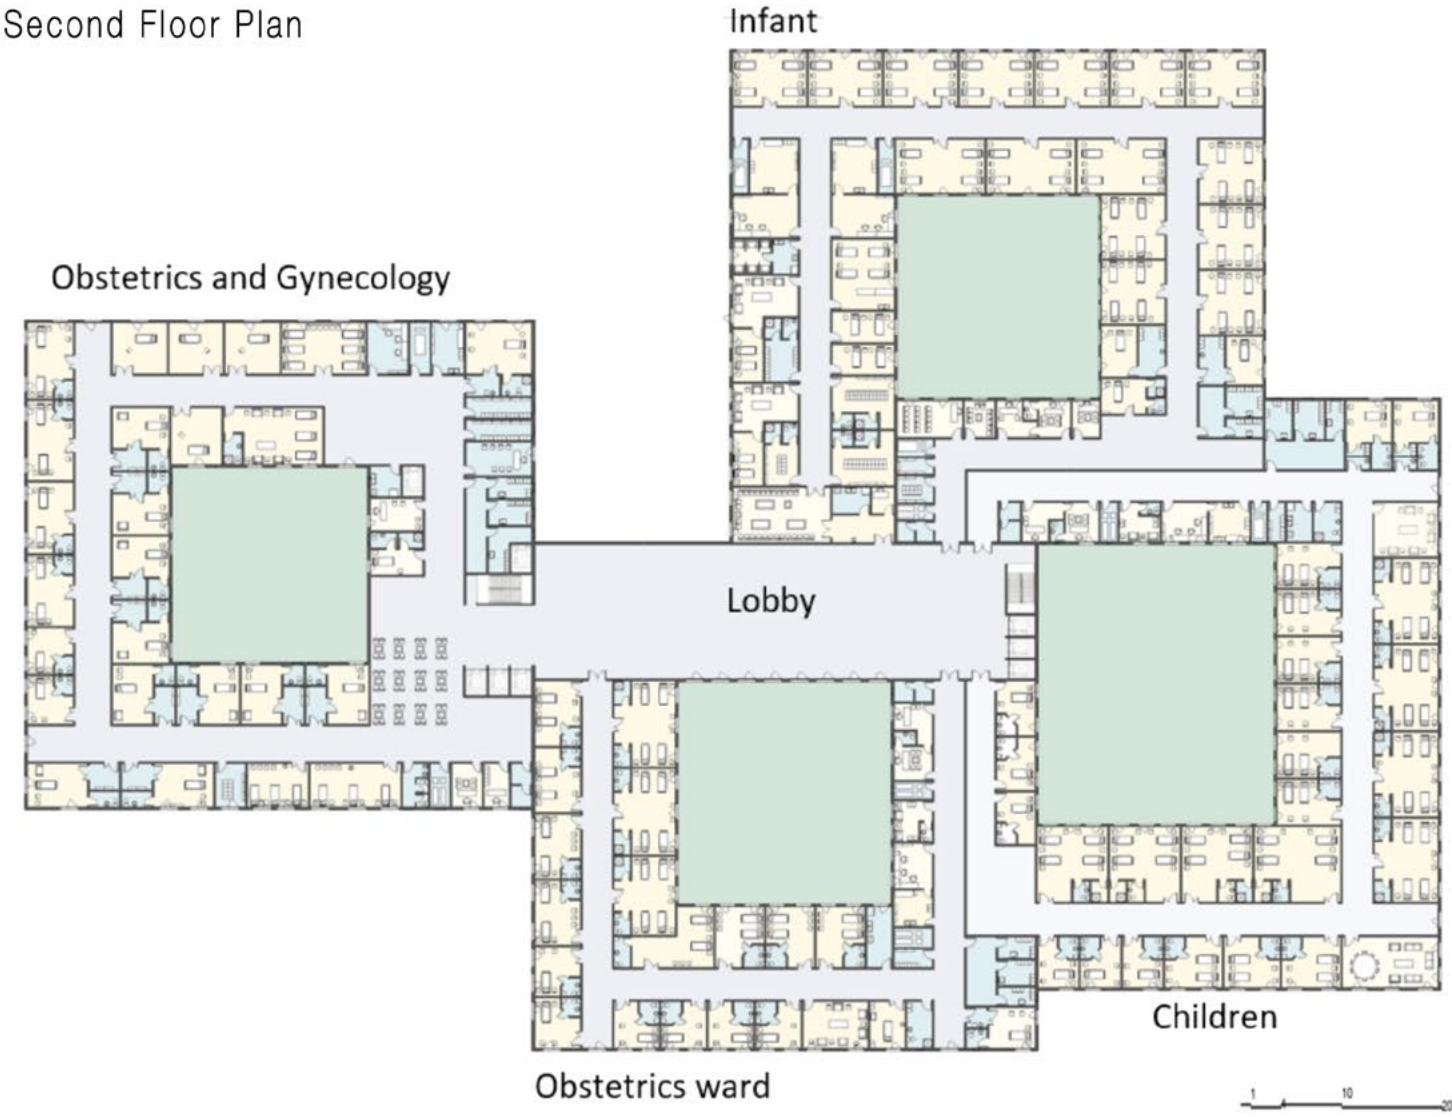 Second Floor Plan
Infant
Obstetrics and Gynecology
Lobby
Children
Obstetrics ward
1 10 20